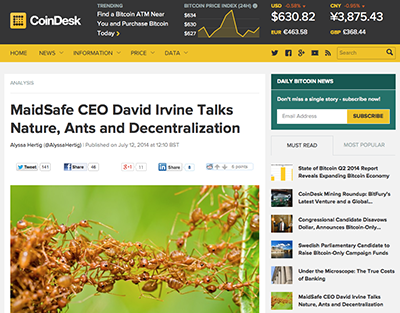 CoinDesk
TRENDING
Find a Bitcoin ATM Near
You and Purchase Bitcoin
Today >
BITCOIN PRICE INDEX (24H)
$634
$630
$627
USD -0.58%
$630.82
EUR €463.58
CNY -0.55%
¥3,875.43
GBP £368.44
HOME
NEWS
INFORMATION
PRICE
DATA
Search
ANALYSIS
MaidSafe CEO David Irvine Talks
Nature, Ants and Decentralization
Alyssa Hertig (@AlyssaHertig) | Published on July 12, 2014 at 12:10 BST
Tweet 141
Share 48
+1 23
Share 8
6 points
DAILY BITCOIN NEWS
Don't miss a single story - subscribe now!
Email Address
SUBSCRIBE
MUST READ
MOST POPULAR
State of Bitcoin Q2 2014 Report
Reveals Expanding Bitcoin Economy
CoinDesk Mining Roundup: BitFury's
Latest Venture and a Global...
Congressional Candidate Disavows
Dollar, Announces Bitcoin-Only...
Swedish Parliamentary Candidate to
Raise Bitcoin-Only Campaign Funds
Under the Microscope: The True Costs
of Banking
MaidSafe CEO David Irvine Talks
Nature, Ants and Decentralization